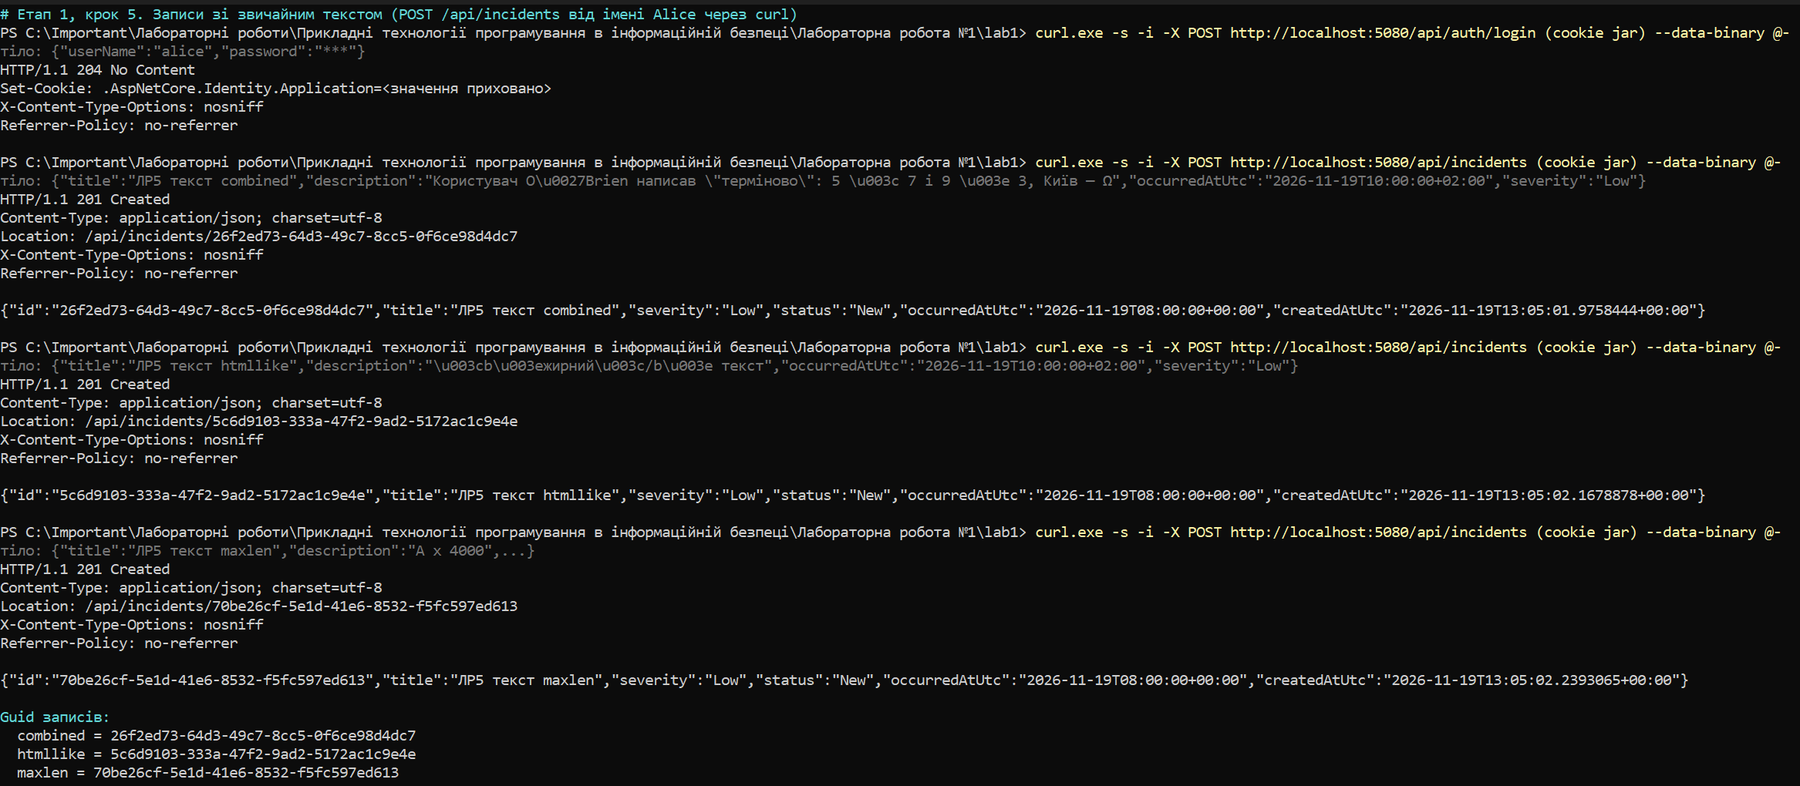 # Етап 1, крок 5. Записи зі звичайним текстом (POST /api/incidents від імені Alice через curl)
PS C:\Important\Лабораторні роботи\Прикладні технології програмування в інформаційній безпеці\Лабораторна робота №1\lab1> curl.exe -s -i -X POST http://localhost:5080/api/auth/login (cookie jar) --data-binary @-
тіло: {"userName":"alice","password":"***"}
HTTP/1.1 204 No Content
Set-Cookie: .AspNetCore.Identity.Application=<значення приховано>
X-Content-Type-Options: nosniff
Referrer-Policy: no-referrer
PS C:\Important\Лабораторні роботи\Прикладні технології програмування в інформаційній безпеці\Лабораторна робота №1\lab1> curl.exe -s -i -X POST http://localhost:5080/api/incidents (cookie jar) --data-binary @-
тіло: {"title":"ЛР5 текст combined","description":"Користувач O\u0027Brien написав \"терміново\": 5 \u003c 7 і 9 \u003e 3, Київ — Ω","occurredAtUtc":"2026-11-19T10:00:00+02:00","severity":"Low"}
HTTP/1.1 201 Created
Content-Type: application/json; charset=utf-8
Location: /api/incidents/26f2ed73-64d3-49c7-8cc5-0f6ce98d4dc7
X-Content-Type-Options: nosniff
Referrer-Policy: no-referrer
{"id":"26f2ed73-64d3-49c7-8cc5-0f6ce98d4dc7","title":"ЛР5 текст combined","severity":"Low","status":"New","occurredAtUtc":"2026-11-19T08:00:00+00:00","createdAtUtc":"2026-11-19T13:05:01.9758444+00:00"}
PS C:\Important\Лабораторні роботи\Прикладні технології програмування в інформаційній безпеці\Лабораторна робота №1\lab1> curl.exe -s -i -X POST http://localhost:5080/api/incidents (cookie jar) --data-binary @-
тіло: {"title":"ЛР5 текст htmllike","description":"\u003cb\u003eжирний\u003c/b\u003e текст","occurredAtUtc":"2026-11-19T10:00:00+02:00","severity":"Low"}
HTTP/1.1 201 Created
Content-Type: application/json; charset=utf-8
Location: /api/incidents/5c6d9103-333a-47f2-9ad2-5172ac1c9e4e
X-Content-Type-Options: nosniff
Referrer-Policy: no-referrer
{"id":"5c6d9103-333a-47f2-9ad2-5172ac1c9e4e","title":"ЛР5 текст htmllike","severity":"Low","status":"New","occurredAtUtc":"2026-11-19T08:00:00+00:00","createdAtUtc":"2026-11-19T13:05:02.1678878+00:00"}
PS C:\Important\Лабораторні роботи\Прикладні технології програмування в інформаційній безпеці\Лабораторна робота №1\lab1> curl.exe -s -i -X POST http://localhost:5080/api/incidents (cookie jar) --data-binary @-
тіло: {"title":"ЛР5 текст maxlen","description":"A x 4000",...}
HTTP/1.1 201 Created
Content-Type: application/json; charset=utf-8
Location: /api/incidents/70be26cf-5e1d-41e6-8532-f5fc597ed613
X-Content-Type-Options: nosniff
Referrer-Policy: no-referrer
{"id":"70be26cf-5e1d-41e6-8532-f5fc597ed613","title":"ЛР5 текст maxlen","severity":"Low","status":"New","occurredAtUtc":"2026-11-19T08:00:00+00:00","createdAtUtc":"2026-11-19T13:05:02.2393065+00:00"}
Guid записів:
combined = 26f2ed73-64d3-49c7-8cc5-0f6ce98d4dc7
htmllike = 5c6d9103-333a-47f2-9ad2-5172ac1c9e4e
maxlen = 70be26cf-5e1d-41e6-8532-f5fc597ed613